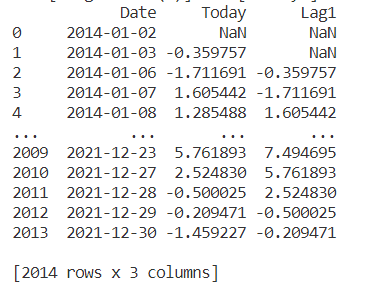 Date Today Lag1
0 2014-01-02 NaN NaN
1 2014-01-03 -0.359757 NaN
2 2014-01-06 -1.711691 -0.359757
3 2014-01-07 1.605442 -1.711691
4 2014-01-08 1.285488 1.605442
... ... ... ...
2009 2021-12-23 5.761893 7.494695
2010 2021-12-27 2.524830 5.761893
2011 2021-12-28 -0.500025 2.524830
2012 2021-12-29 -0.209471 -0.500025
2013 2021-12-30 -1.459227 -0.209471
[2014 rows x 3 columns]